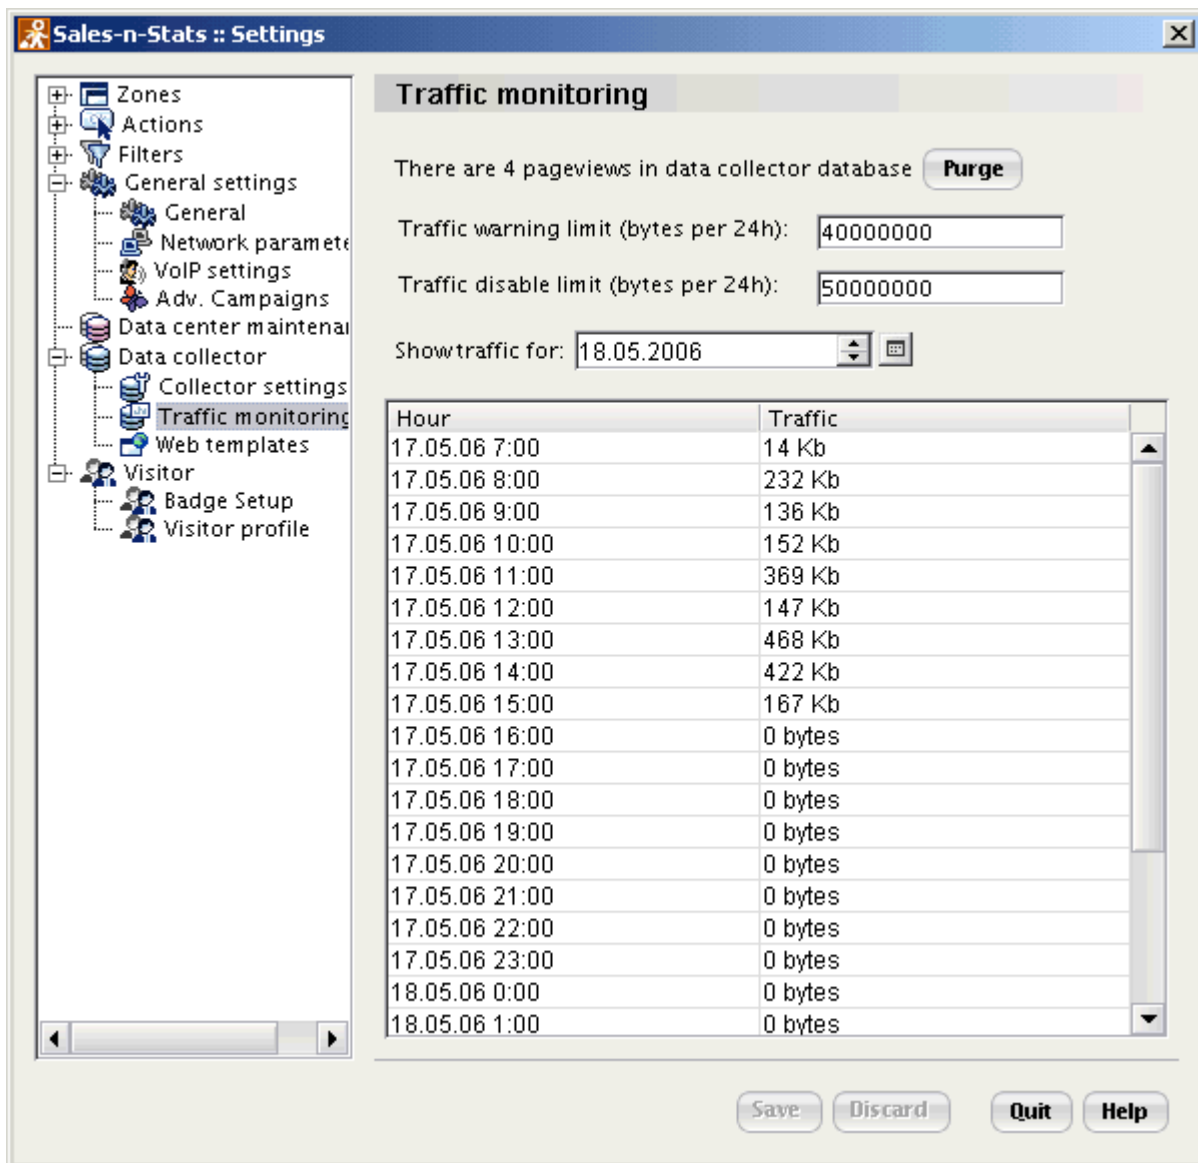 Sales-n-Stats :: Settings
Zones
Actions
Filters
General settings
General
Network paramete
VoIP settings
Adv. Campaigns
Data center maintenan
Data collector
Collector settings
Traffic monitoring
Web templates
Visitor
Badge Setup
Visitor profile
Traffic monitoring
There are 4 pageviews in data collector database Purge
Traffic warning limit (bytes per 24h): 40000000
Traffic disable limit (bytes per 24h): 50000000
Show traffic for: 18.05.2006
Hour Traffic
17.05.06 7:00 14 Kb
17.05.06 8:00 232 Kb
17.05.06 9:00 136 Kb
17.05.06 10:00 152 Kb
17.05.06 11:00 369 Kb
17.05.06 12:00 147 Kb
17.05.06 13:00 468 Kb
17.05.06 14:00 422 Kb
17.05.06 15:00 167 Kb
17.05.06 16:00 0 bytes
17.05.06 17:00 0 bytes
17.05.06 18:00 0 bytes
17.05.06 19:00 0 bytes
17.05.06 20:00 0 bytes
17.05.06 21:00 0 bytes
17.05.06 22:00 0 bytes
17.05.06 23:00 0 bytes
18.05.06 0:00 0 bytes
18.05.06 1:00 0 bytes
Save Discard Quit Help